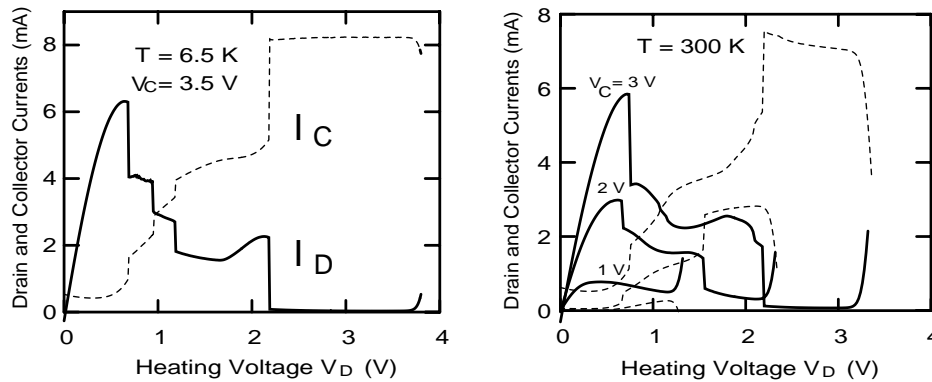 Drain and Collector Currents (mA)
8
6
4
2
0
T = 6.5 K
VC= 3.5 V
I C
I D
0 1 2 3 4
Heating Voltage VD (V)
Drain and Collector Currents (mA)
8
6
4
2
0
T = 300 K
VC= 3 V
2 V
1 V
0 1 2 3 4
Heating Voltage VD (V)